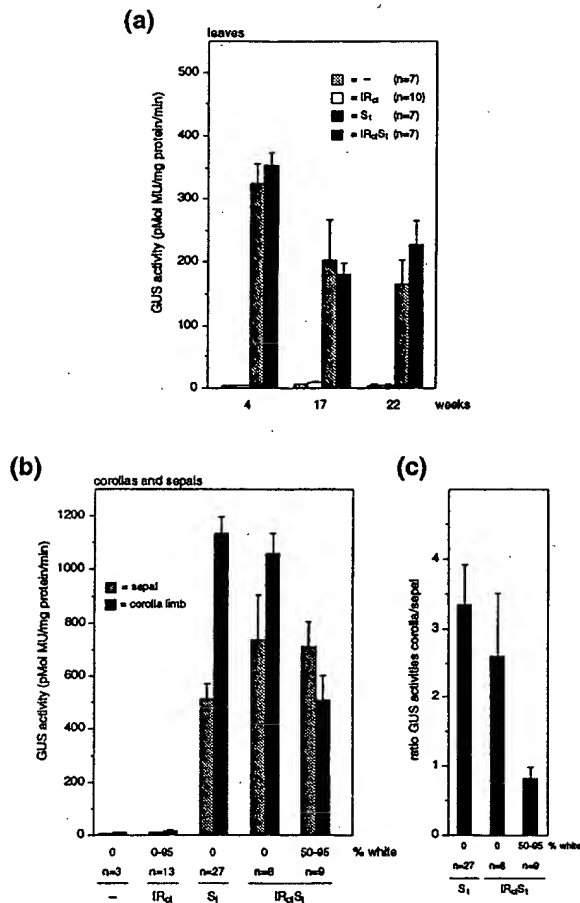 (a)
leaves
GUS activity (pMol MU/mg protein/min)
500
400
300
200
100
0
= – (n=7)
= IRcl (n=10)
= St (n=7)
= IRclSt (n=7)
4 17 22 weeks
(b)
corollas and sepals
GUS activity (pMol MU/mg protein/min)
1200
1000
800
600
400
200
0
= sepal
= corolla limb
0 0-95 0 0 50-95 % white
n=3 n=13 n=27 n=8 n=9
– IRcl St IRclSt
(c)
ratio GUS activities corolla/sepal
4
3
2
1
0
0 0 50-95 % white
n=27 n=6 n=9
St IRclSt